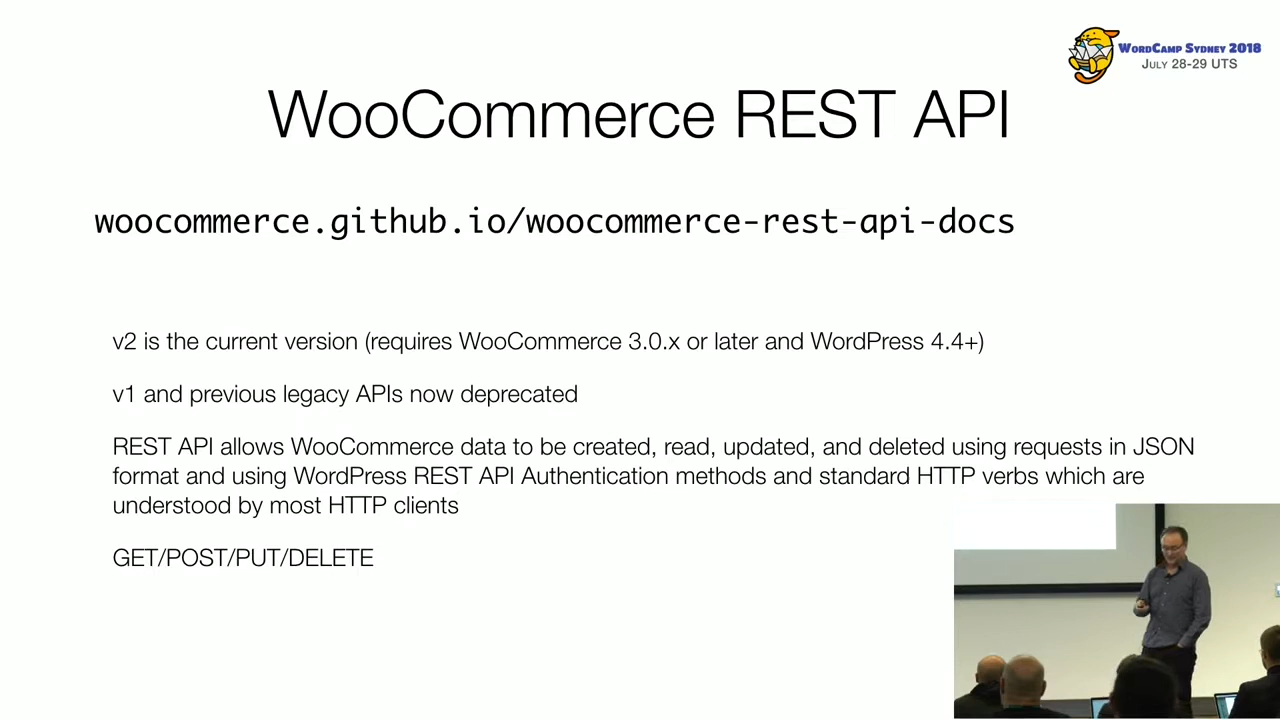 WordCamp Sydney 2018
July 28-29 UTS
WooCommerce REST API
woocommerce.github.io/woocommerce-rest-api-docs
v2 is the current version (requires WooCommerce 3.0.x or later and WordPress 4.4+)
v1 and previous legacy APIs now deprecated
REST API allows WooCommerce data to be created, read, updated, and deleted using requests in JSON
format and using WordPress REST API Authentication methods and standard HTTP verbs which are
understood by most HTTP clients
GET/POST/PUT/DELETE